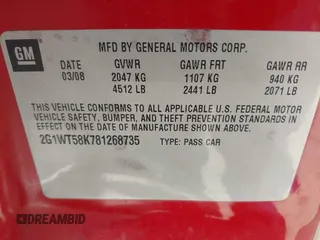 GM
MFD BY GENERAL MOTORS CORP.
DATE GVWR GAWR FRT GAWR RR
03/08 2047 KG 1107 KG 940 KG
4512 LB 2441 LB 2071 LB
THIS VEHICLE CONFORMS TO ALL APPLICABLE U.S. FEDERAL MOTOR
VEHICLE SAFETY, BUMPER, AND THEFT PREVENTION STANDARDS
IN EFFECT ON THE DATE OF MANUFACTURE SHOWN ABOVE.
2G1WT58K781268735 TYPE: PASS CAR
DEALERSHIP